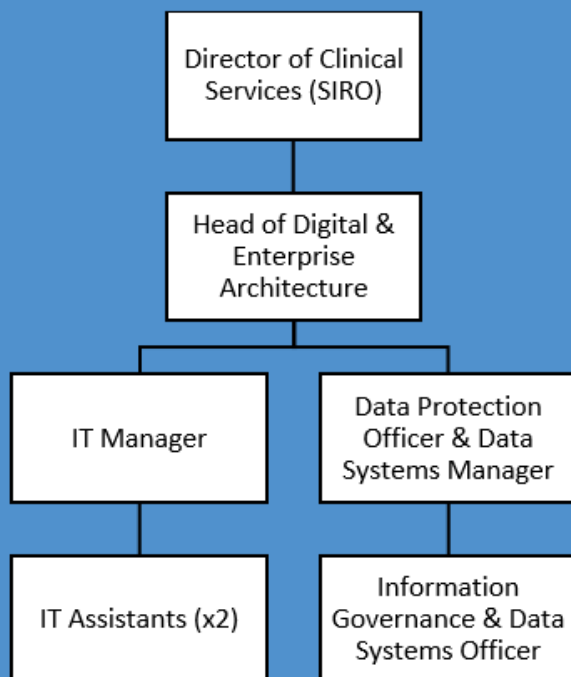 Director of Clinical
Services (SIRO)
Head of Digital &
Enterprise
Architecture
IT Manager
Data Protection
Officer & Data
Systems Manager
IT Assistants (x2)
Information
Governance & Data
Systems Officer